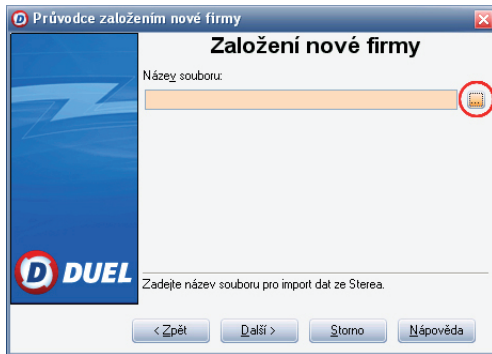 Průvodce založením nové firmy
Založení nové firmy
Název souboru:
...
DUEL
Zadejte název souboru pro import dat ze Sterea.
< Zpět Další > Storno Nápověda